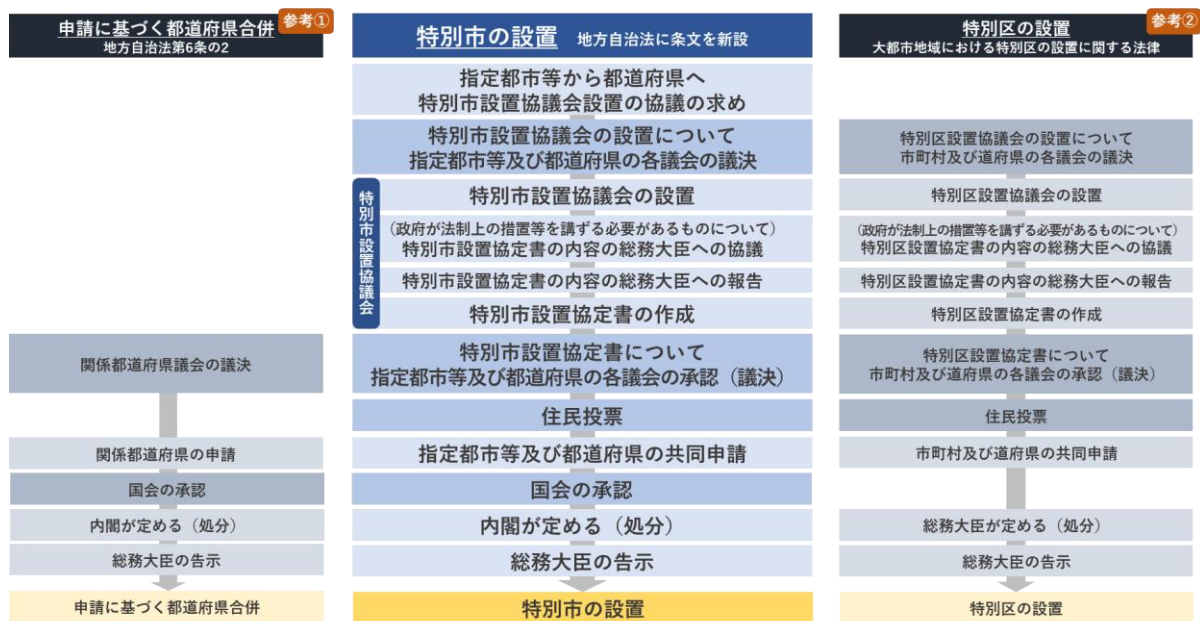 申請に基づく都道府県合併
参考①
地方自治法第6条の2
関係都道府県議会の議決
関係都道府県の申請
国会の承認
内閣が定める（処分）
総務大臣の告示
申請に基づく都道府県合併
特別市の設置 地方自治法に条文を新設
指定都市等から都道府県へ
特別市設置協議会設置の協議の求め
特別市設置協議会の設置について
指定都市等及び都道府県の各議会の議決
特別市設置協議会
特別市設置協議会の設置
（政府が法制上の措置等を講ずる必要があるものについて）
特別市設置協定書の内容の総務大臣への協議
特別市設置協定書の内容の総務大臣への報告
特別市設置協定書の作成
特別市設置協定書について
指定都市等及び都道府県の各議会の承認（議決）
住民投票
指定都市等及び都道府県の共同申請
国会の承認
内閣が定める（処分）
総務大臣の告示
特別市の設置
特別区の設置
参考②
大都市地域における特別区の設置に関する法律
特別区設置協議会の設置について
市町村及び道府県の各議会の議決
特別区設置協議会の設置
（政府が法制上の措置等を講ずる必要があるものについて）
特別区設置協定書の内容の総務大臣への協議
特別区設置協定書の内容の総務大臣への報告
特別区設置協定書の作成
特別区設置協定書について
市町村及び道府県の各議会の承認（議決）
住民投票
市町村及び道府県の共同申請
総務大臣が定める（処分）
総務大臣の告示
特別区の設置